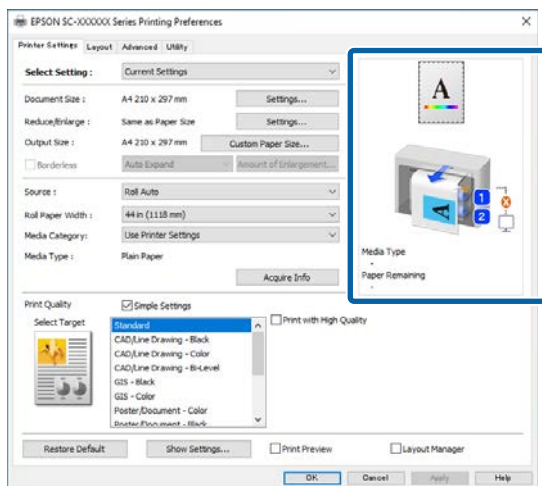 EPSON SC-XXXXXX Series Printing Preferences
Printer Settings Layout Advanced Utility
Select Setting : Current Settings
Document Size : A4 210 x 297 mm Settings...
Reduce/Enlarge : Same as Paper Size Settings...
Output Size : A4 210 x 297 mm Custom Paper Size...
Borderless Auto Expand Amount of Enlargement...
Source : Roll Auto
Roll Paper Width : 44 in (1118 mm)
Media Category: Use Printer Settings
Media Type : Plain Paper
Acquire Info
A
A
1
2
Media Type
-
Paper Remaining
-
Print Quality Simple Settings
Select Target
Standard
CAD/Line Drawing - Black
CAD/Line Drawing - Color
CAD/Line Drawing - Bi-Level
GIS - Black
GIS - Color
Poster/Document - Color
Poster/Document - Black
Print with High Quality
Restore Default Show Settings... Print Preview Layout Manager
OK Cancel Apply Help